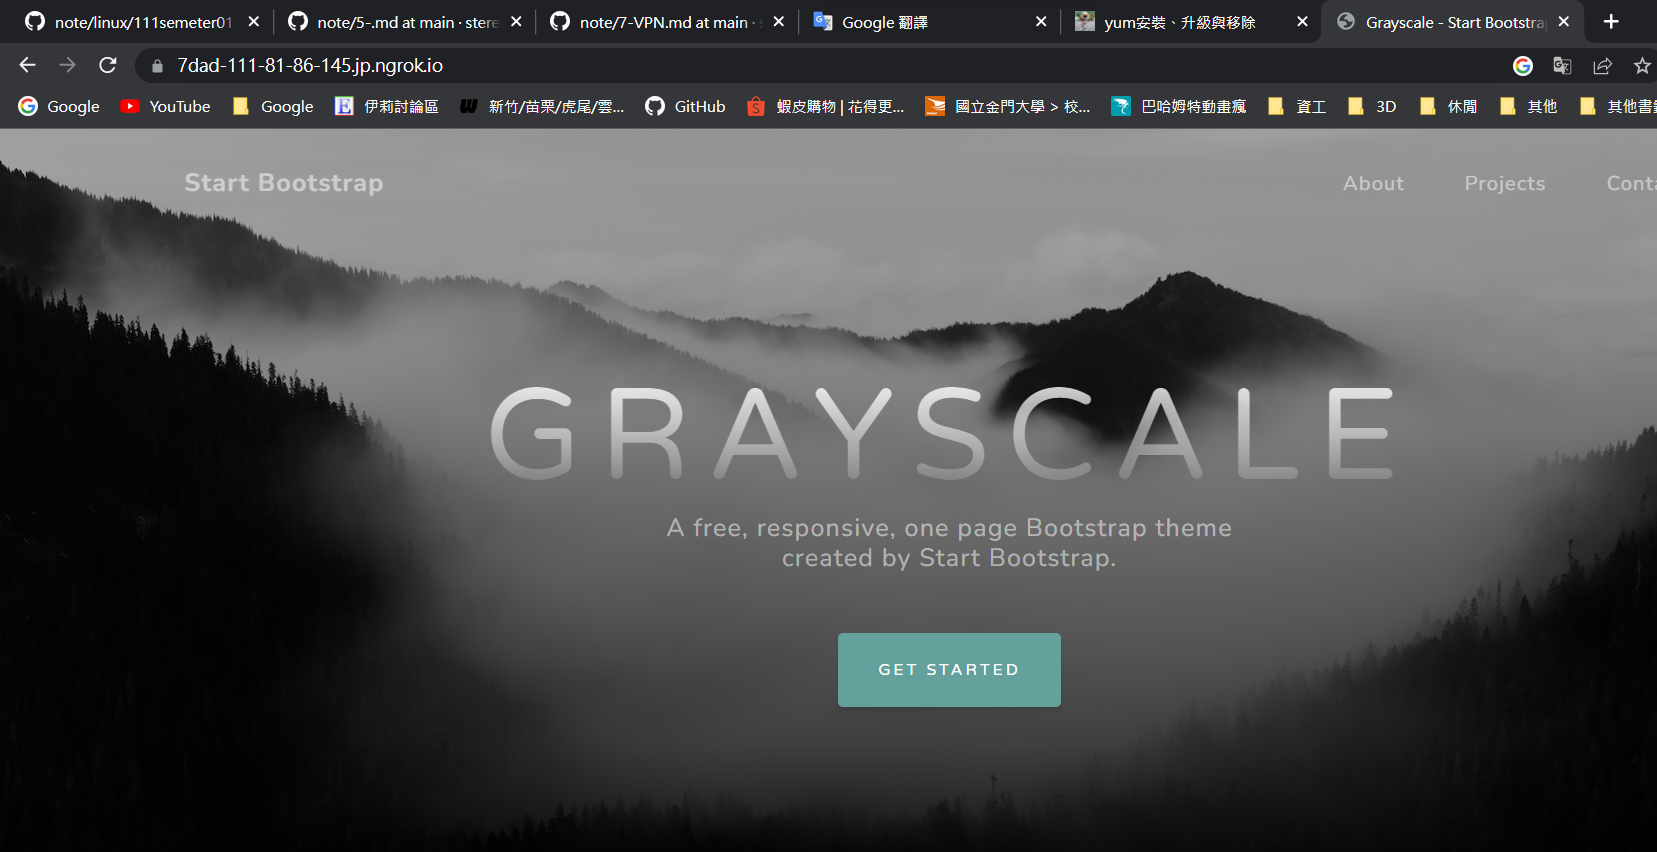 note/linux/111semeter01
note/5-.md at main · stere
note/7-VPN.md at main · s
Google 翻譯
yum安裝、升級與移除
Grayscale - Start Bootstra
7dad-111-81-86-145.jp.ngrok.io
Google
YouTube
Google
伊莉討論區
新竹/苗栗/虎尾/雲...
GitHub
蝦皮購物 | 花得更...
國立金門大學 > 校...
巴哈姆特動畫瘋
資工
3D
休閒
其他
其他書
Start Bootstrap
About
Projects
Conta
GRAYSCALE
A free, responsive, one page Bootstrap theme
created by Start Bootstrap.
GET STARTED